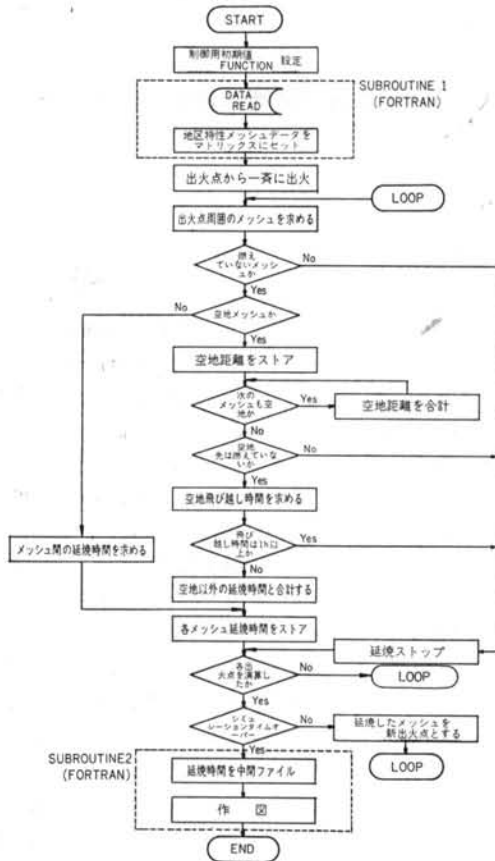 START
制御用初期値
FUNCTION 設定
SUBROUTINE 1
(FORTRAN)
DATA
READ
地区特性メッシュデータを
マトリックスにセット
出火点から一斉に出火
LOOP
出火点周囲のメッシュを求める
燃え
ていないメッシ
ュか
No
Yes
No
空地メッシュか
Yes
空地距離をストア
次の
メッシュも空
地か
Yes
空地距離を合計
No
空地
先は燃えていな
いか
No
Yes
空地飛び越し時間を求める
メッシュ間の延焼時間を求める
飛び
越し時間は1h以
上か
Yes
No
空地以外の延焼時間と合計する
各メッシュ延焼時間をストア
延焼ストップ
各出
火点を演算し
たか
No
LOOP
Yes
シミュ
レーションタイムオ
ーバー
No
延焼したメッシュを
新出火点とする
LOOP
Yes
SUBROUTINE2
(FORTRAN)
延焼時間を中間ファイル
作 図
END